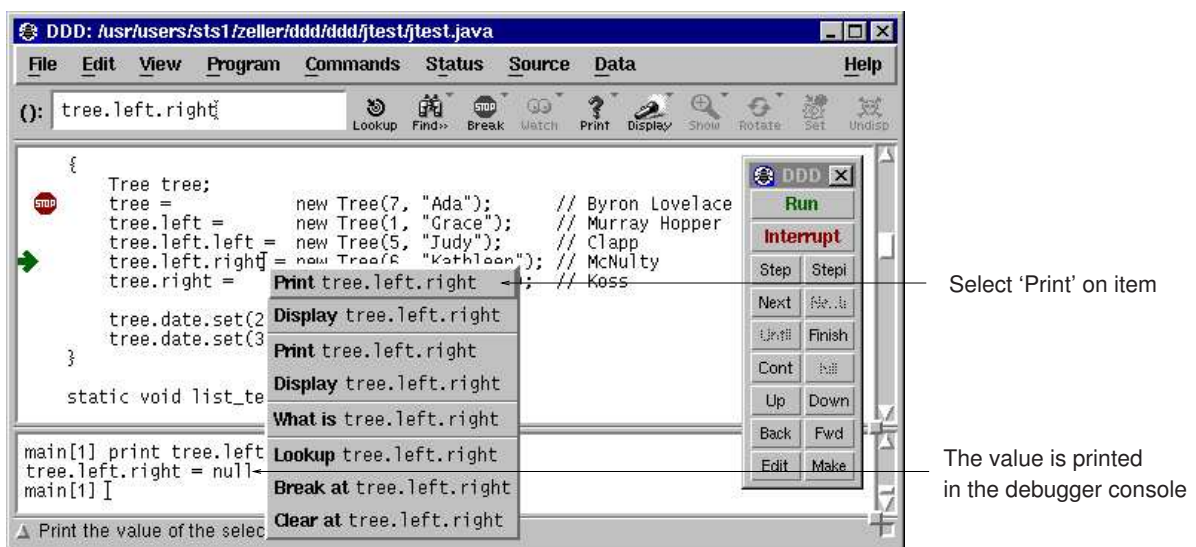 DDD: /usr/users/sts1/zeller/ddd/ddd/jtest/jtest.java
File Edit View Program Commands Status Source Data Help
(): tree.left.right
Lookup Find» Break Watch Print Display Show Rotate Set Undisp
{
Tree tree;
STOP tree = new Tree(7, "Ada"); // Byron Lovelace
tree.left = new Tree(1, "Grace"); // Murray Hopper
tree.left.left = new Tree(5, "Judy"); // Clapp
tree.left.right = new Tree(6, "Kathleen"); // McNulty
tree.right = ; // Koss
tree.date.set(2
tree.date.set(3
}
static void list_te
Print tree.left.right
Display tree.left.right
Print tree.left.right
Display tree.left.right
What is tree.left.right
Lookup tree.left.right
Break at tree.left.right
Clear at tree.left.right
DDD
Run
Interrupt
Step Stepi
Next
Until Finish
Cont Kill
Up Down
Back Fwd
Edit Make
main[1] print tree.left
tree.left.right = null
main[1]
Print the value of the selec
Select ‘Print’ on item
The value is printed
in the debugger console